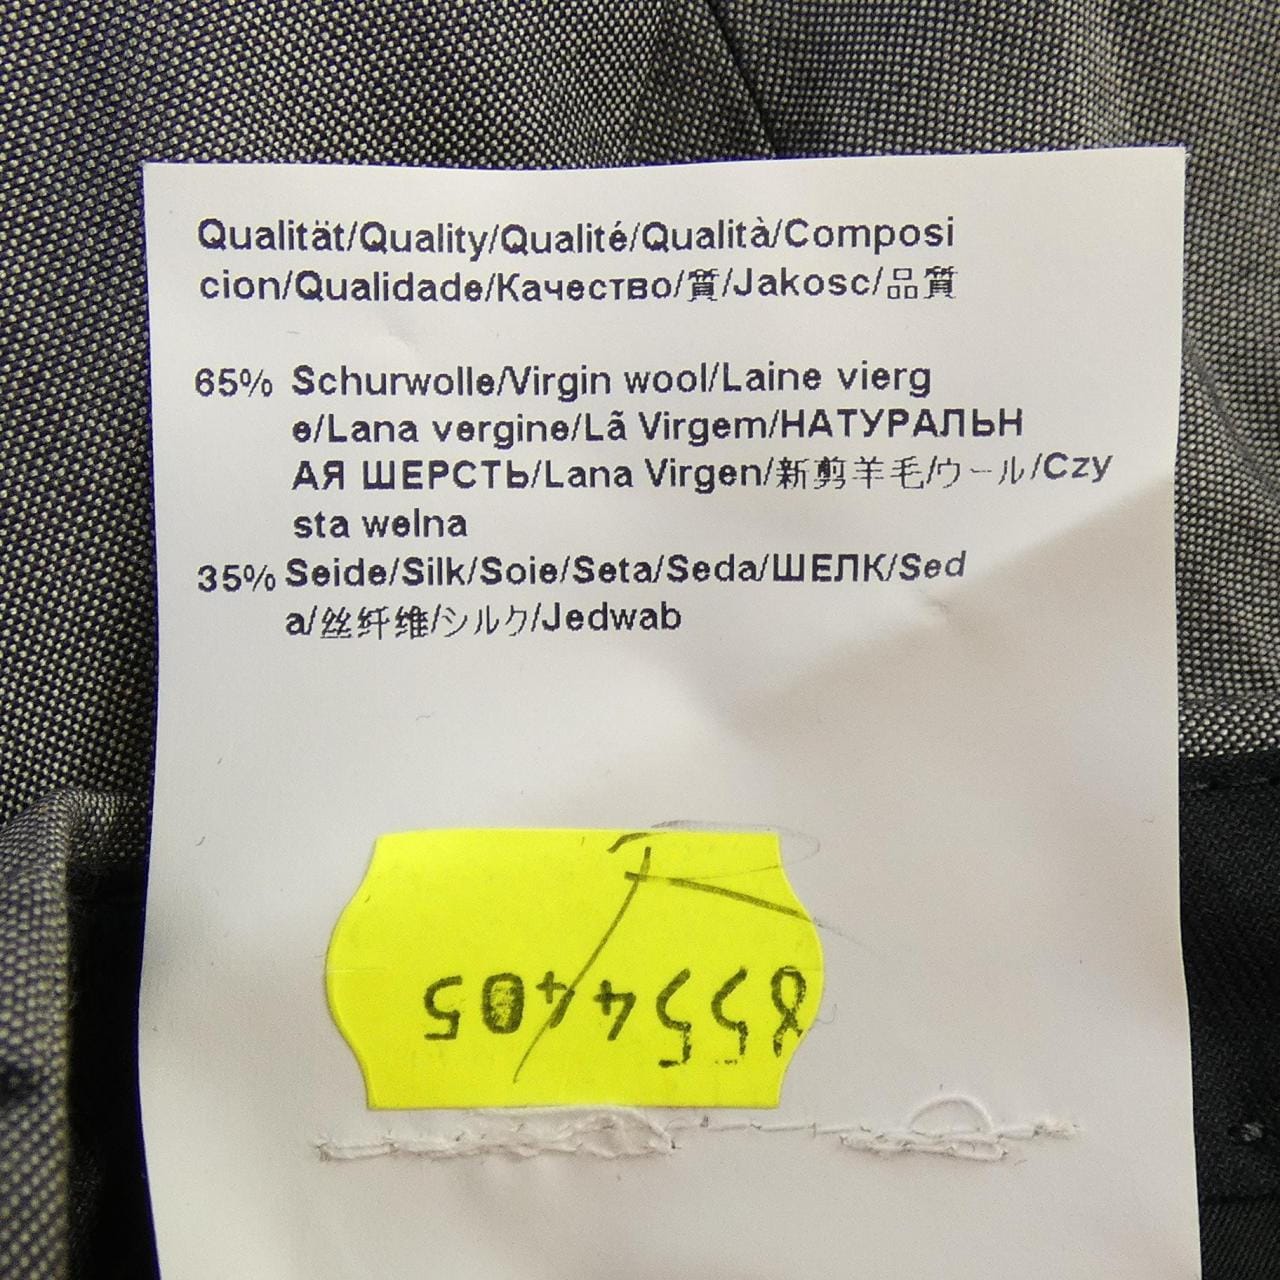 Qualität/Quality/Qualité/Qualità/Composi
cion/Qualidade/Качество/質/Jakosc/品質
65% Schurwolle/Virgin wool/Laine vierg
e/Lana vergine/Lã Virgem/НАТУРАЛЬН
АЯ ШЕРСТЬ/Lana Virgen/新剪羊毛/ウール/Czy
sta welna
35% Seide/Silk/Soie/Seta/Seda/ШЕЛК/Sed
a/丝纤维/シルク/Jedwab